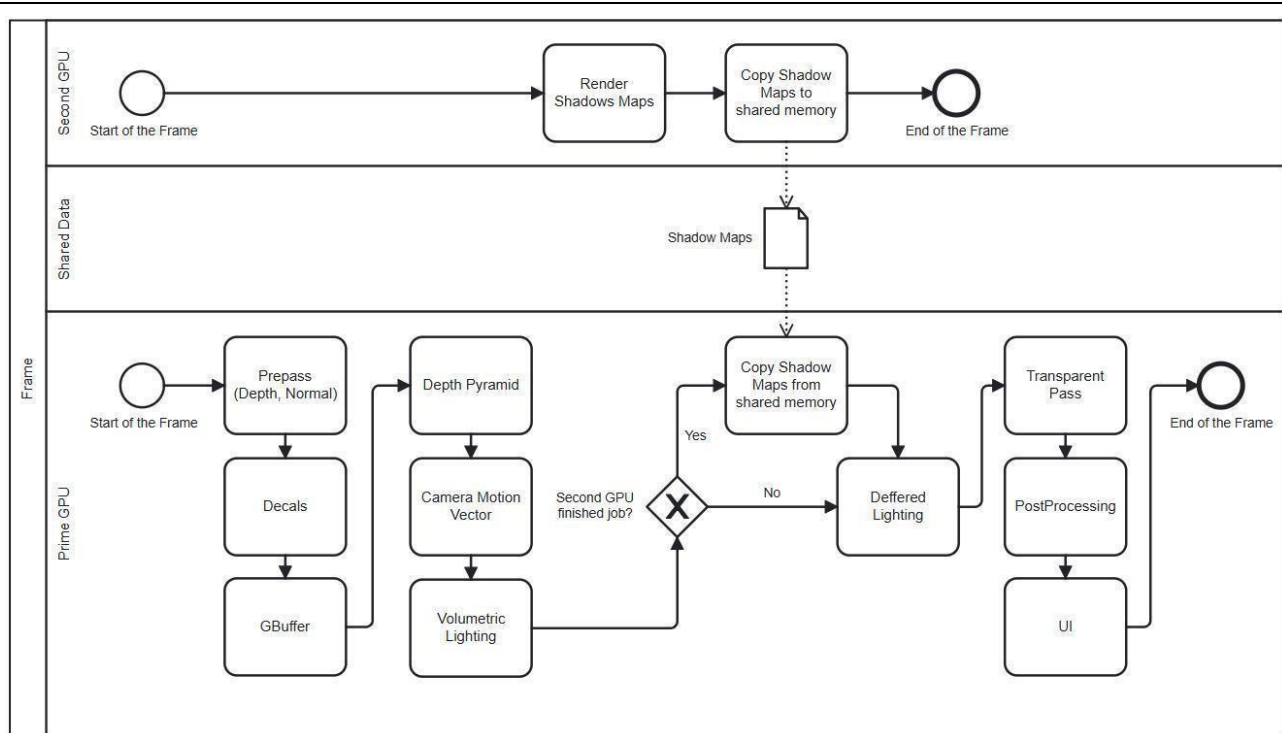 Frame
Second GPU
Start of the Frame
Render
Shadows Maps
Copy Shadow
Maps to
shared memory
End of the Frame
Shared Data
Shadow Maps
Prime GPU
Start of the Frame
Prepass
(Depth, Normal)
Decals
GBuffer
Depth Pyramid
Camera Motion
Vector
Volumetric
Lighting
Second GPU
finished job?
Yes
No
Copy Shadow
Maps from
shared memory
Deffered
Lighting
Transparent
Pass
PostProcessing
UI
End of the Frame